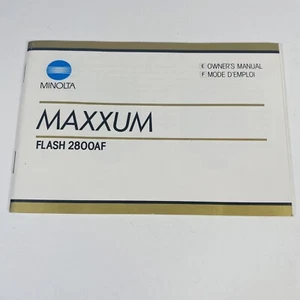 MINOLTA
E OWNER'S MANUAL
F MODE D'EMPLOI
MAXXUM
FLASH 2800AF